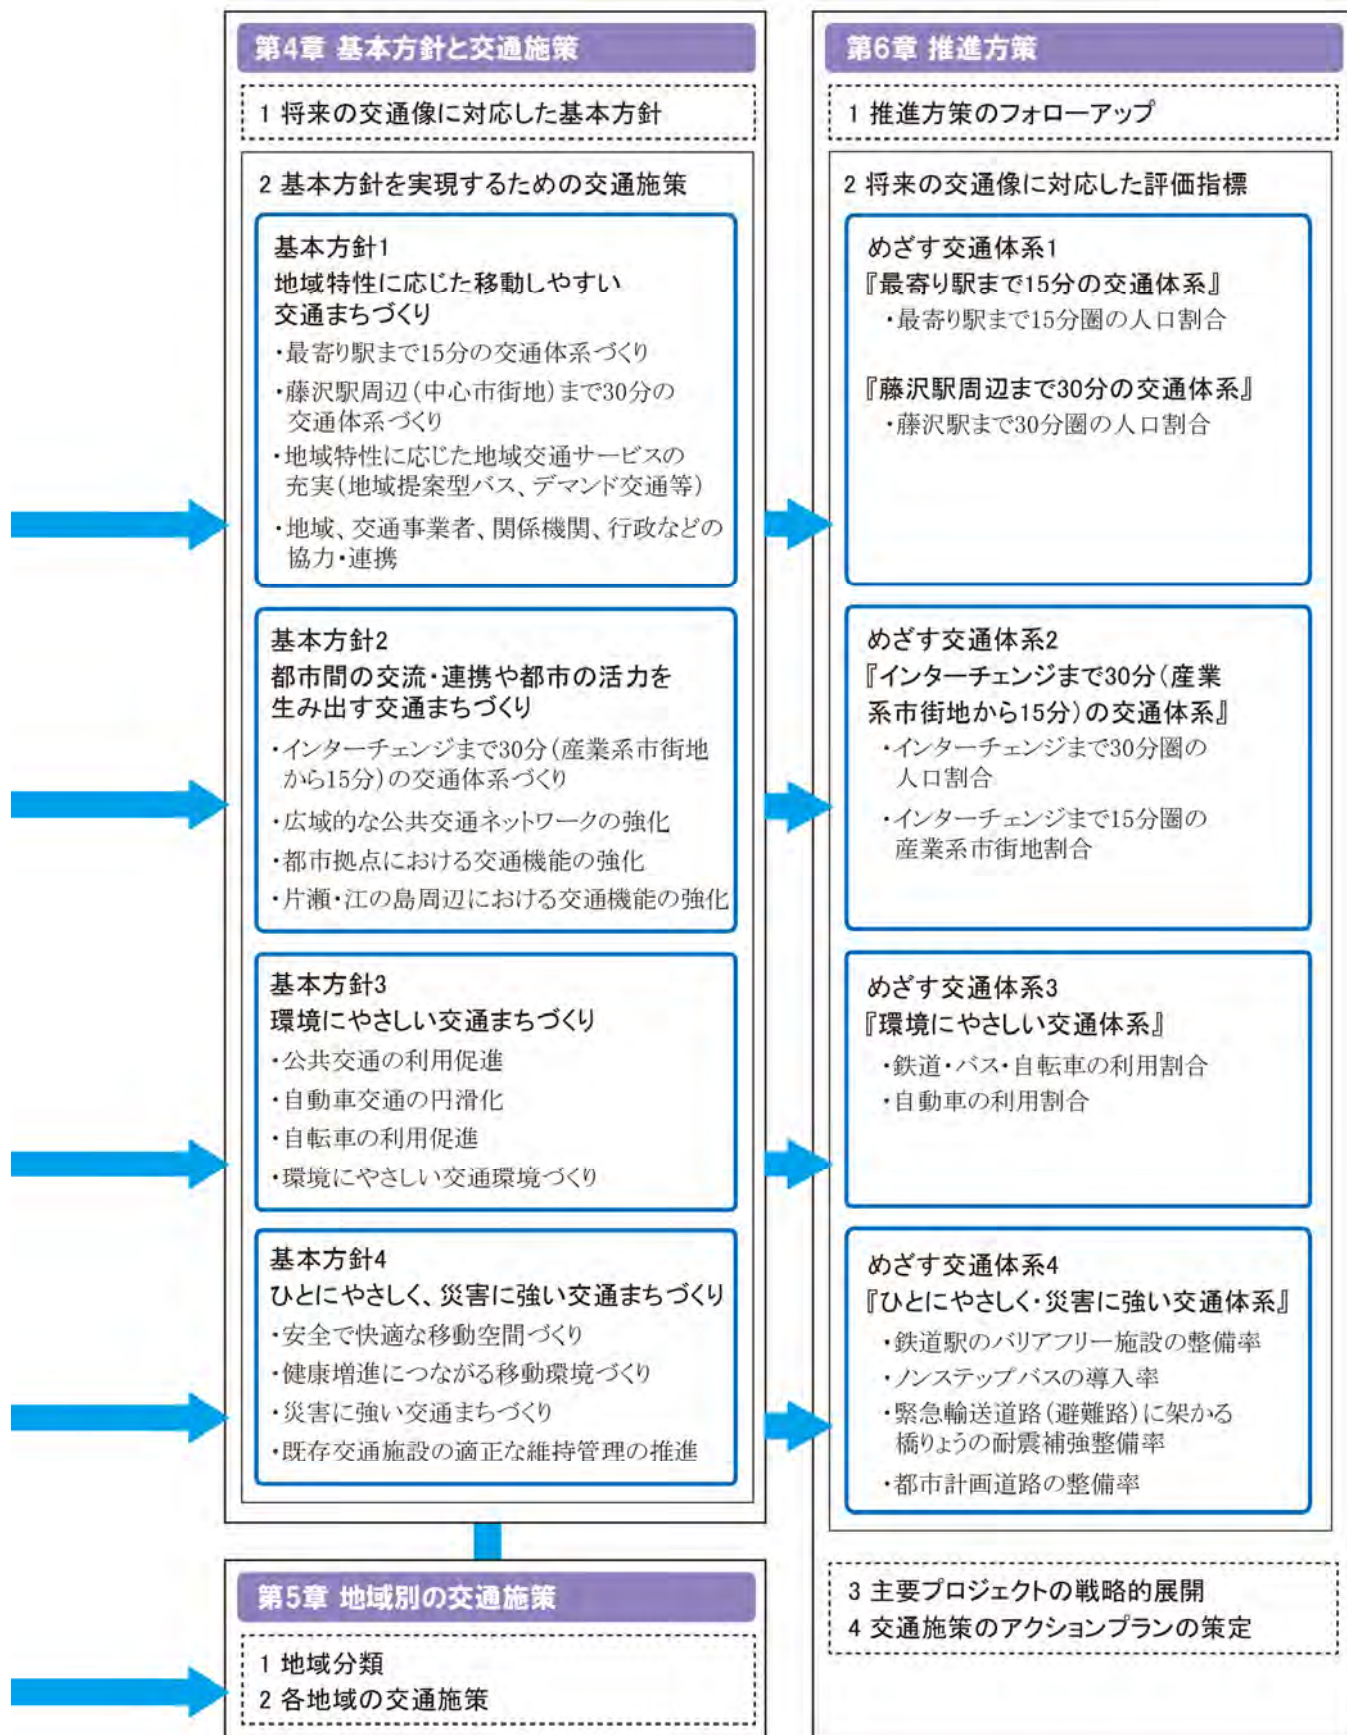 第4章 基本方針と交通施策
1 将来の交通像に対応した基本方針
2 基本方針を実現するための交通施策
基本方針1
地域特性に応じた移動しやすい
交通まちづくり
・最寄り駅まで15分の交通体系づくり
・藤沢駅周辺(中心市街地)まで30分の
交通体系づくり
・地域特性に応じた地域交通サービスの
充実(地域提案型バス、デマンド交通等)
・地域、交通事業者、関係機関、行政などの
協力・連携
基本方針2
都市間の交流・連携や都市の活力を
生み出す交通まちづくり
・インターチェンジまで30分(産業系市街地
から15分)の交通体系づくり
・広域的な公共交通ネットワークの強化
・都市拠点における交通機能の強化
・片瀬・江の島周辺における交通機能の強化
基本方針3
環境にやさしい交通まちづくり
・公共交通の利用促進
・自動車交通の円滑化
・自転車の利用促進
・環境にやさしい交通環境づくり
基本方針4
ひとにやさしく、災害に強い交通まちづくり
・安全で快適な移動空間づくり
・健康増進につながる移動環境づくり
・災害に強い交通まちづくり
・既存交通施設の適正な維持管理の推進
第5章 地域別の交通施策
1 地域分類
2 各地域の交通施策
第6章 推進方策
1 推進方策のフォローアップ
2 将来の交通像に対応した評価指標
めざす交通体系1
『最寄り駅まで15分の交通体系』
・最寄り駅まで15分圏の人口割合
『藤沢駅周辺まで30分の交通体系』
・藤沢駅まで30分圏の人口割合
めざす交通体系2
『インターチェンジまで30分(産業
系市街地から15分)の交通体系』
・インターチェンジまで30分圏の
人口割合
・インターチェンジまで15分圏の
産業系市街地割合
めざす交通体系3
『環境にやさしい交通体系』
・鉄道・バス・自転車の利用割合
・自動車の利用割合
めざす交通体系4
『ひとにやさしく・災害に強い交通体系』
・鉄道駅のバリアフリー施設の整備率
・ノンステップバスの導入率
・緊急輸送道路(避難路)に架かる
橋りょうの耐震補強整備率
・都市計画道路の整備率
3 主要プロジェクトの戦略的展開
4 交通施策のアクションプランの策定